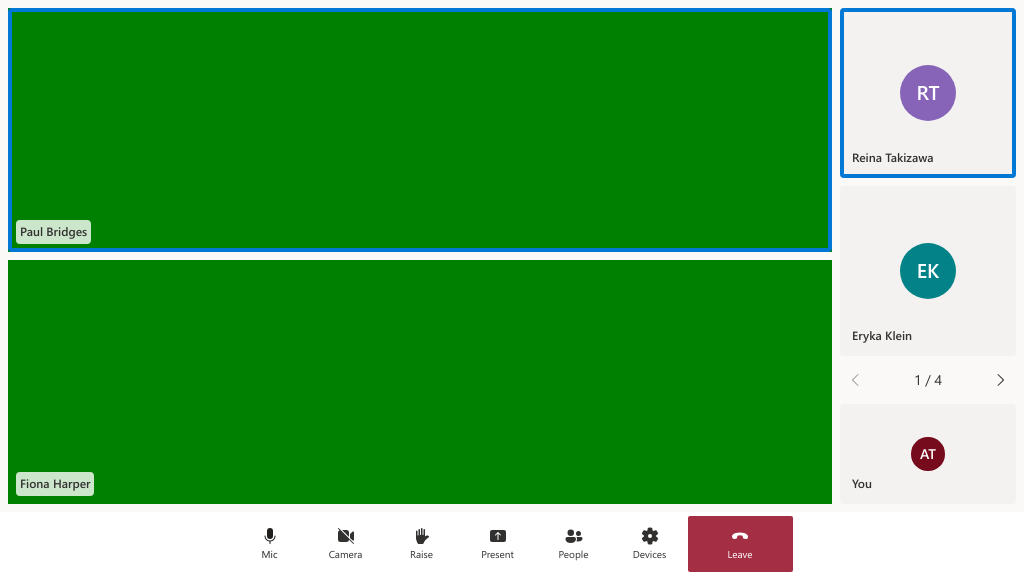 RT
Reina Takizawa
Paul Bridges
EK
Eryka Klein
1 / 4
AT
You
Fiona Harper
Mic
Camera
Raise
Present
People
Devices
Leave